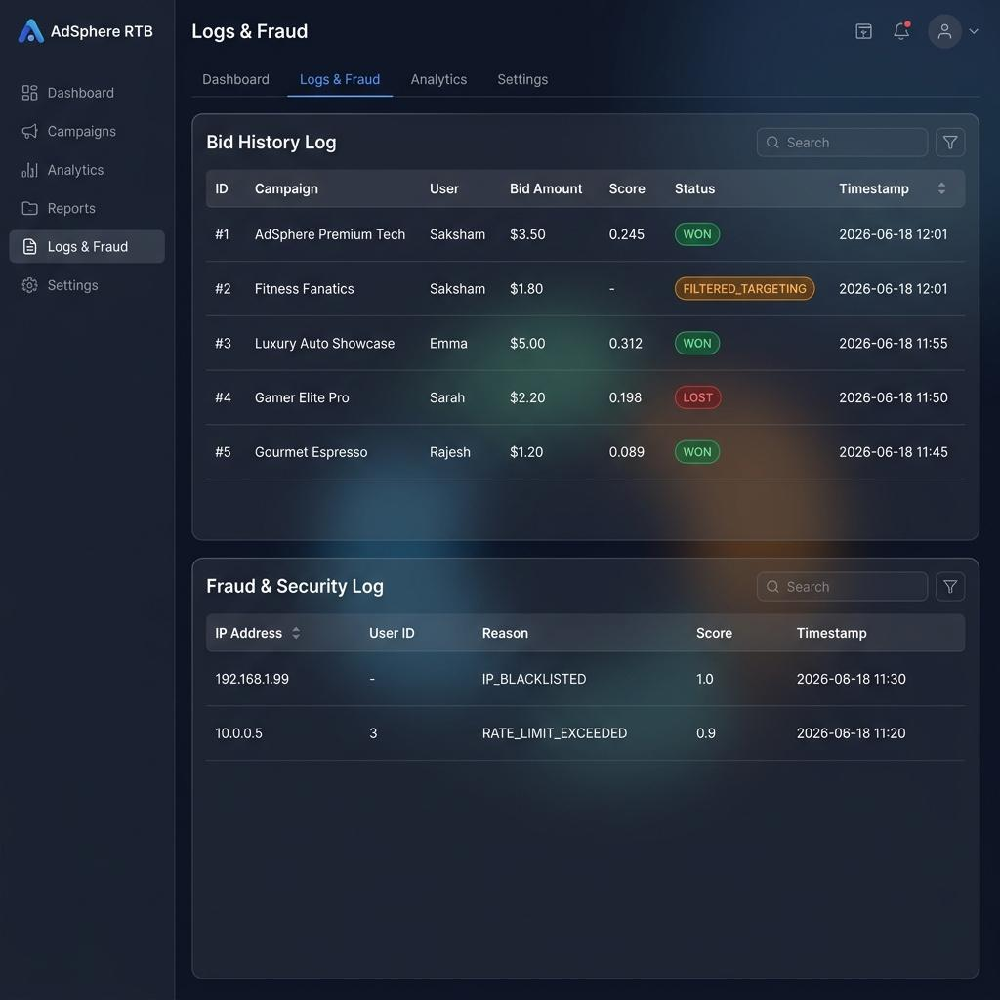 AdSphere RTB
Logs & Fraud
Dashboard
Campaigns
Analytics
Reports
Logs & Fraud
Settings
Dashboard Logs & Fraud Analytics Settings
Bid History Log Search
ID Campaign User Bid Amount Score Status Timestamp
#1 AdSphere Premium Tech Saksham $3.50 0.245 WON 2026-06-18 12:01
#2 Fitness Fanatics Saksham $1.80 - FILTERED_TARGETING 2026-06-18 12:01
#3 Luxury Auto Showcase Emma $5.00 0.312 WON 2026-06-18 11:55
#4 Gamer Elite Pro Sarah $2.20 0.198 LOST 2026-06-18 11:50
#5 Gourmet Espresso Rajesh $1.20 0.089 WON 2026-06-18 11:45
Fraud & Security Log Search
IP Address User ID Reason Score Timestamp
192.168.1.99 - IP_BLACKLISTED 1.0 2026-06-18 11:30
10.0.0.5 3 RATE_LIMIT_EXCEEDED 0.9 2026-06-18 11:20